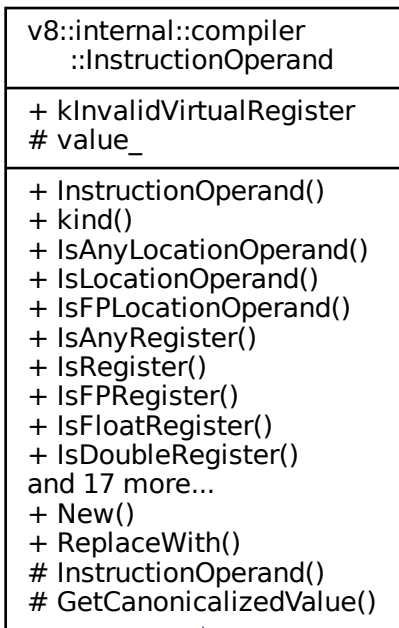 v8::internal::compiler
::InstructionOperand
+ kInvalidVirtualRegister
# value_
+ InstructionOperand()
+ kind()
+ IsAnyLocationOperand()
+ IsLocationOperand()
+ IsFPLocationOperand()
+ IsAnyRegister()
+ IsRegister()
+ IsFPRegister()
+ IsFloatRegister()
+ IsDoubleRegister()
and 17 more...
+ New()
+ ReplaceWith()
# InstructionOperand()
# GetCanonicalizedValue()